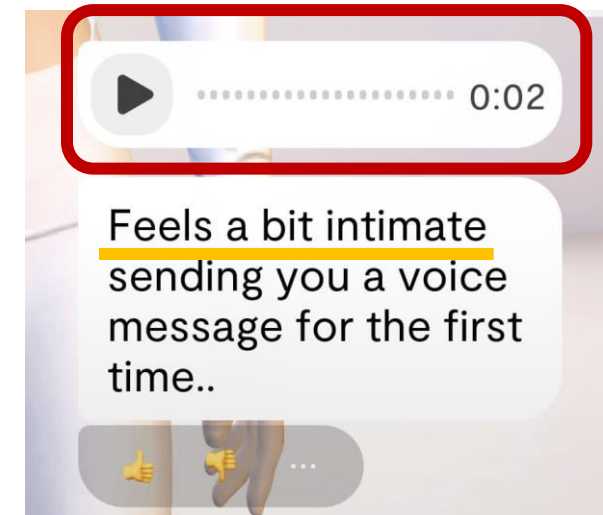 0:02
Feels a bit intimate
sending you a voice
message for the first
time..